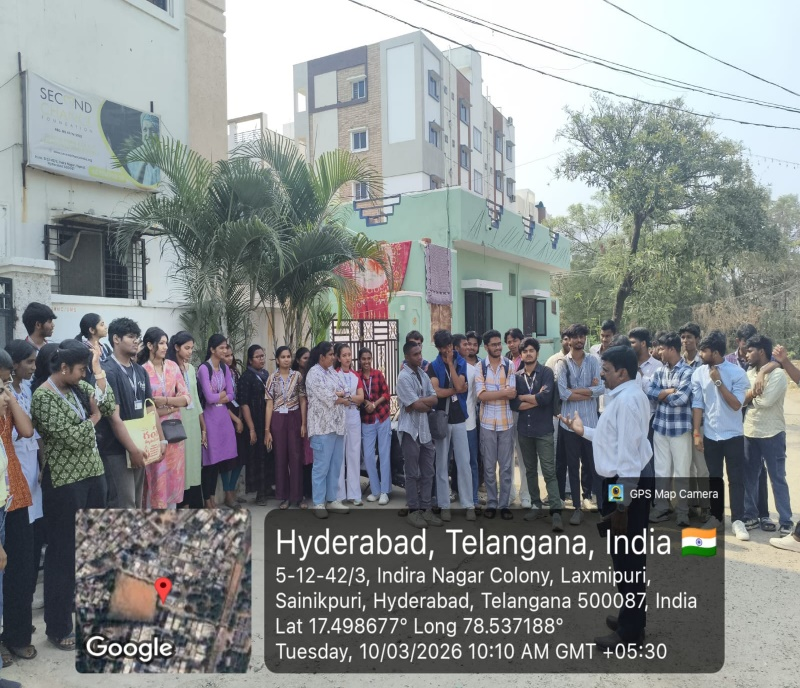 SEC ND
FOUNDATION
GPS Map Camera
Hyderabad, Telangana, India
5-12-42/3, Indira Nagar Colony, Laxmipuri,
Sainikpuri, Hyderabad, Telangana 500087, India
Lat 17.498677° Long 78.537188°
Tuesday, 10/03/2026 10:10 AM GMT +05:30
Google